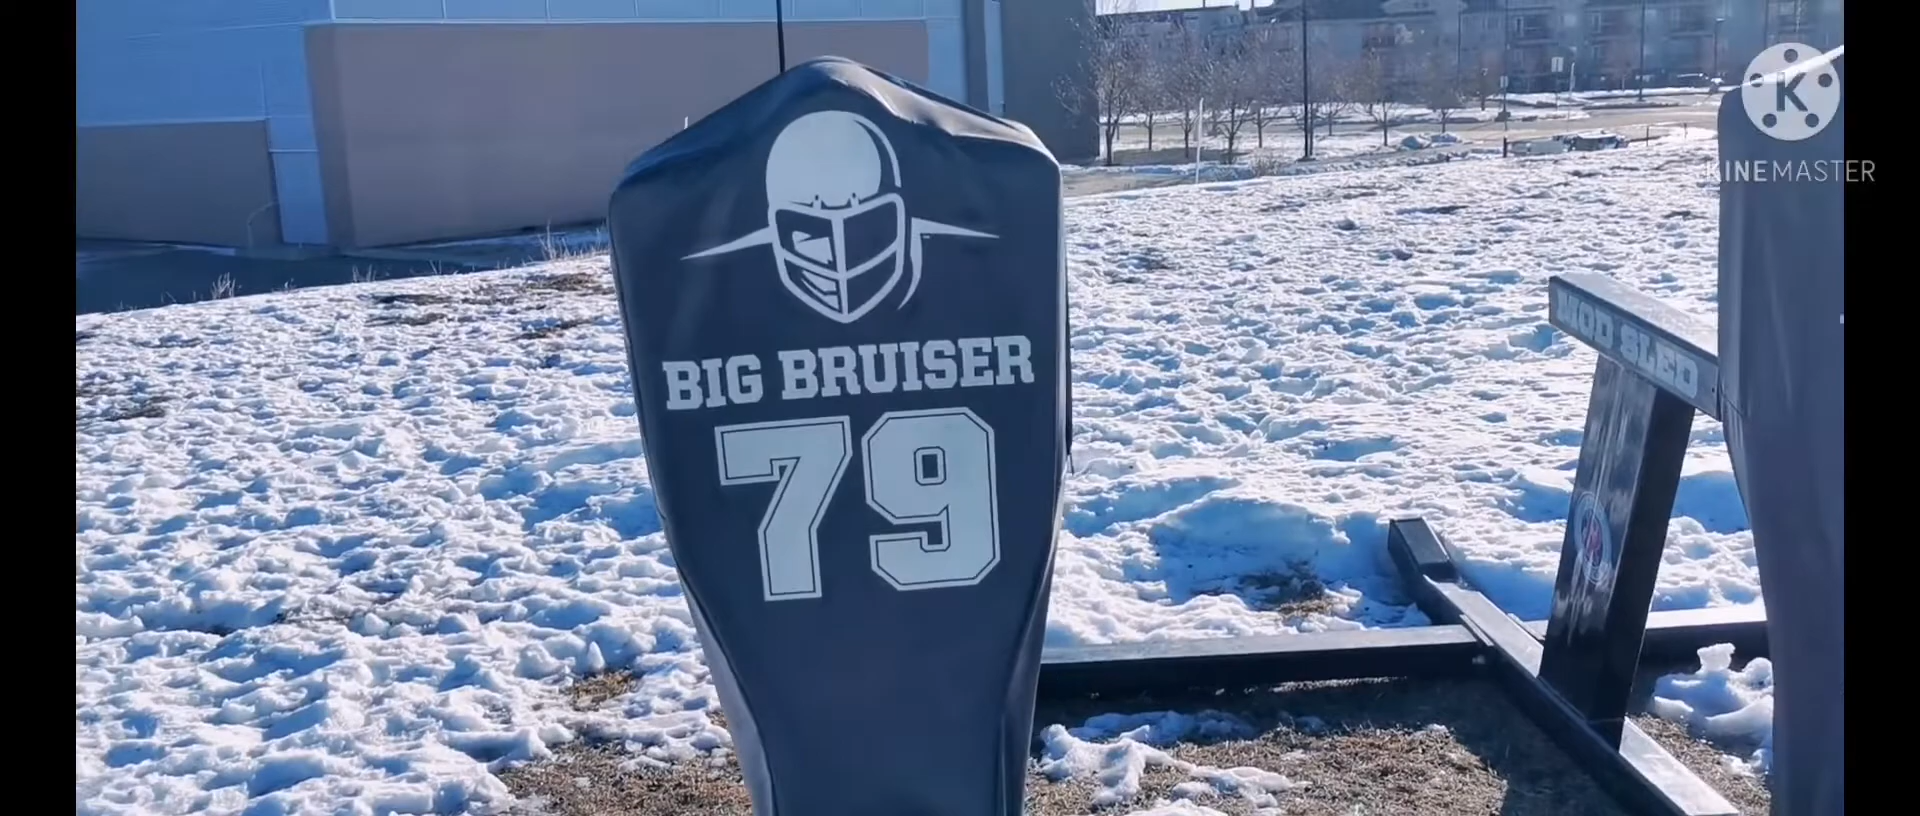 BIG BRUISER
79
MOD SLED
K
KINEMASTER